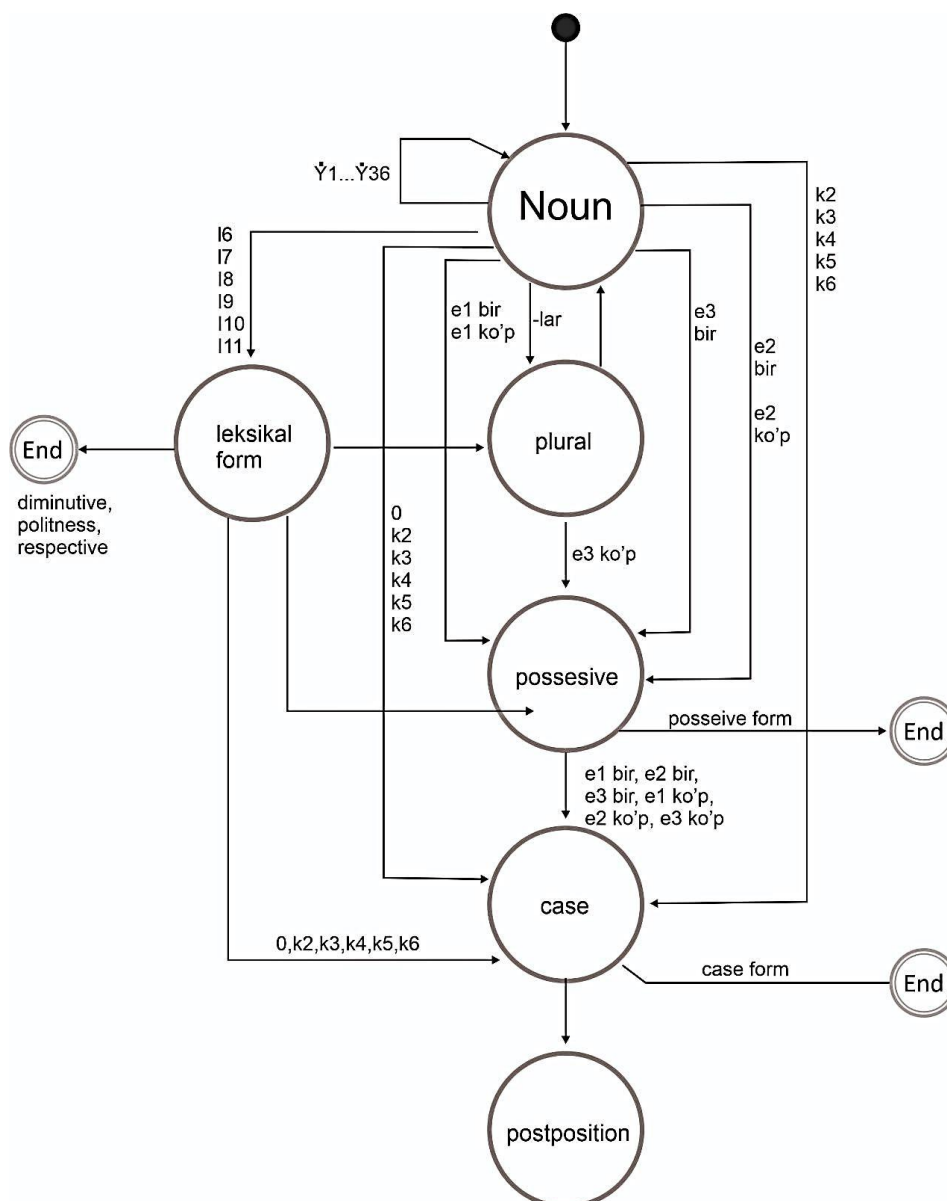 Ẏ1...Ẏ36
Noun
k2
k3
k4
k5
k6
l6
l7
l8
l9
l10
l11
e1 bir
e1 ko'p
-lar
e3
bir
e2
bir
e2
ko'p
leksikal
form
plural
End
diminutive,
politness,
respective
0
k2
k3
k4
k5
k6
e3 ko'p
possesive
posseive form
End
e1 bir, e2 bir,
e3 bir, e1 ko'p,
e2 ko'p, e3 ko'p
case
0,k2,k3,k4,k5,k6
case form
End
postposition